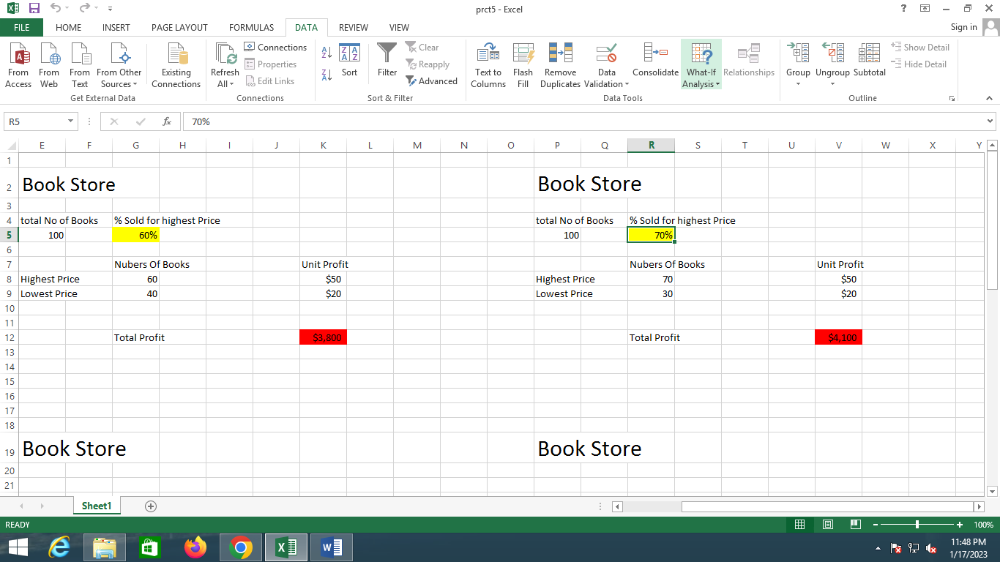 prct5 - Excel
FILE HOME INSERT PAGE LAYOUT FORMULAS DATA REVIEW VIEW Sign in
From Access
From Web
From Text
From Other Sources
Existing Connections
Get External Data
Refresh All
Connections
Properties
Edit Links
Connections
Sort
Filter
Clear
Reapply
Advanced
Sort & Filter
Text to Columns
Flash Fill
Remove Duplicates
Data Validation
Consolidate
What-If Analysis
Relationships
Data Tools
Group
Ungroup
Subtotal
Show Detail
Hide Detail
Outline
R5 fx 70%
E F G H I J K L M N O P Q R S T U V W X Y
1
2 Book Store Book Store
3
4 total No of Books % Sold for highest Price total No of Books % Sold for highest Price
5 100 60% 100 70%
6
7 Nubers Of Books Unit Profit Nubers Of Books Unit Profit
8 Highest Price 60 $50 Highest Price 70 $50
9 Lowest Price 40 $20 Lowest Price 30 $20
10
11
12 Total Profit $3,800 Total Profit $4,100
13
14
15
16
17
18
19 Book Store Book Store
20
21
Sheet1
READY 100%
11:48 PM
1/17/2023